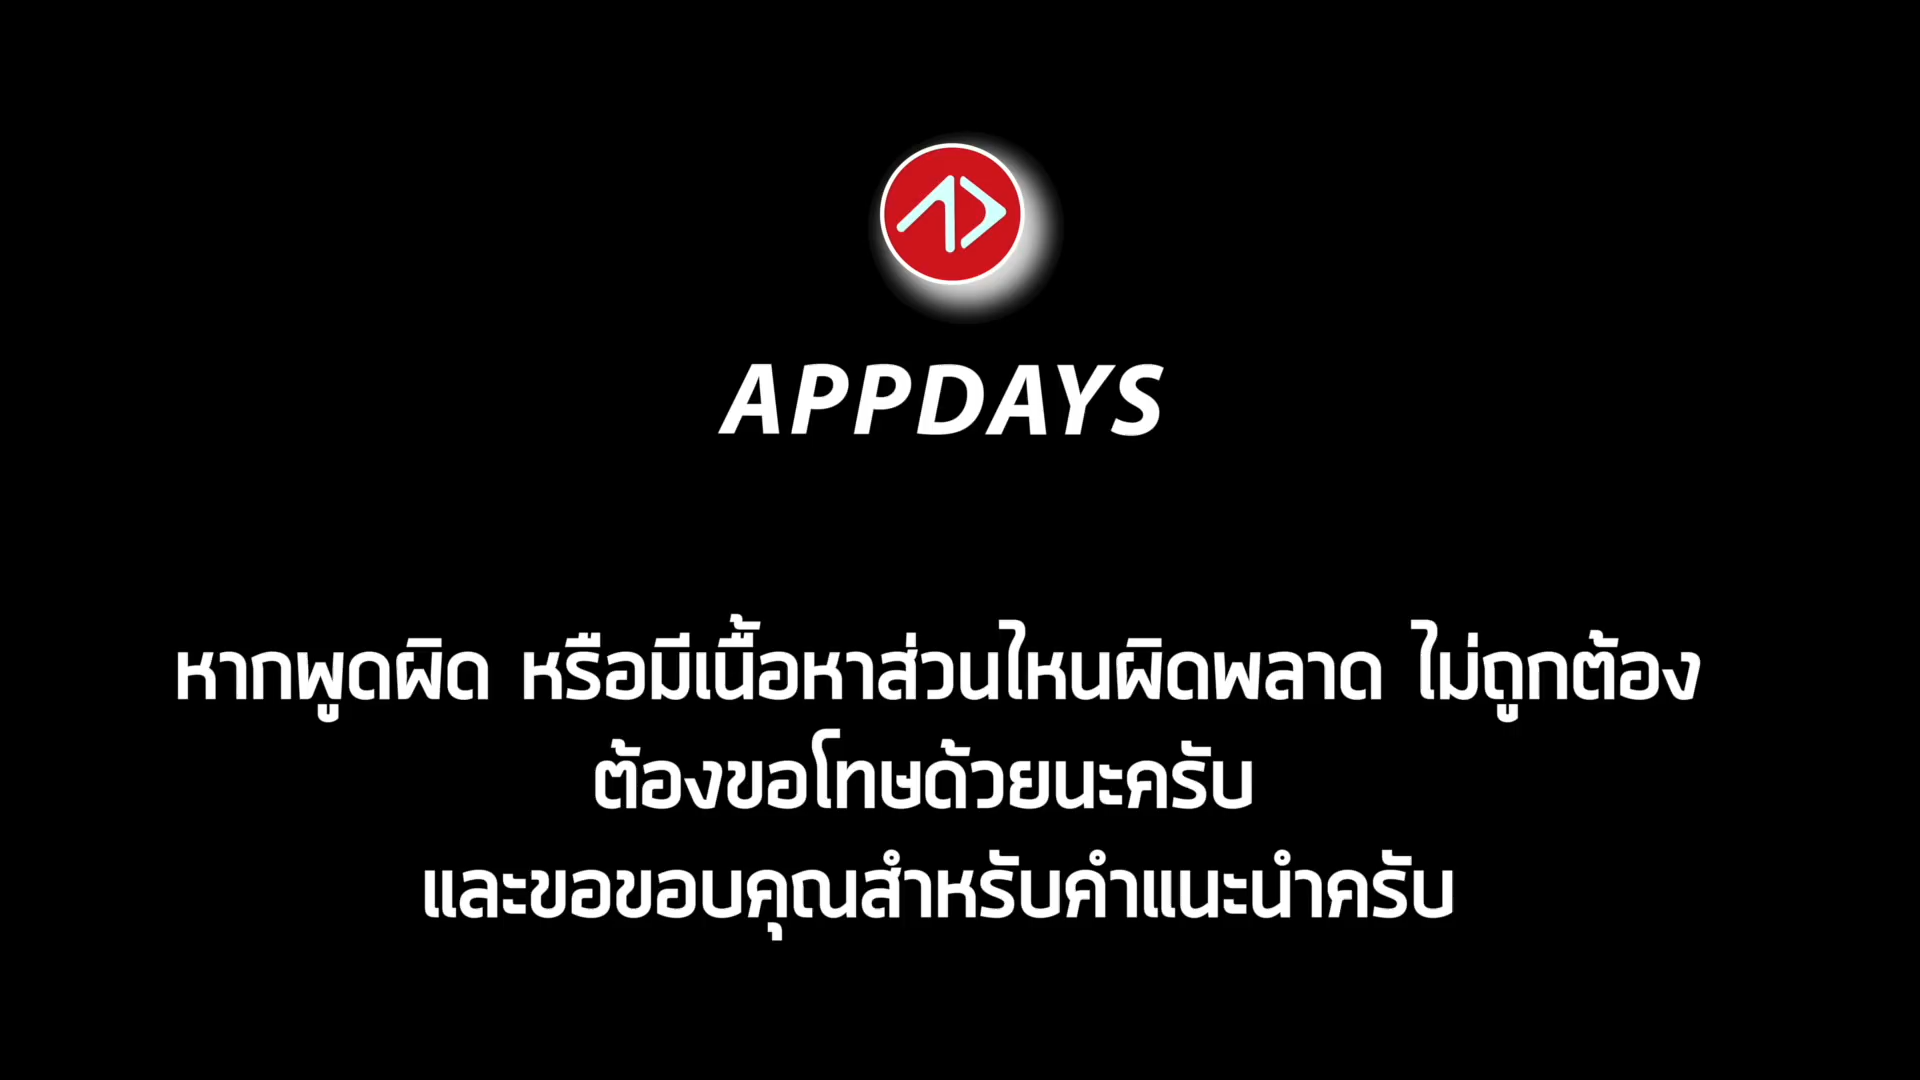 APPDAYS
หากพูดผิด หรือมีเนื้อหาส่วนไหนผิดพลาด ไม่ถูกต้อง
ต้องขอโทษด้วยนะครับ
และขอขอบคุณสำหรับคำแนะนำครับ